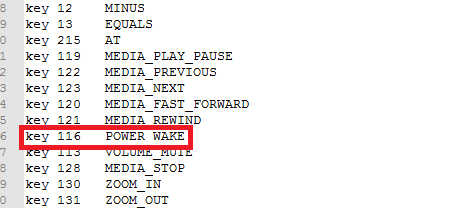 8 key 12 MINUS
9 key 13 EQUALS
0 key 215 AT
1 key 119 MEDIA_PLAY_PAUSE
2 key 122 MEDIA_PREVIOUS
3 key 123 MEDIA_NEXT
4 key 120 MEDIA_FAST_FORWARD
5 key 121 MEDIA_REWIND
6 key 116 POWER WAKE
7 key 113 VOLUME_MUTE
8 key 128 MEDIA_STOP
9 key 130 ZOOM_IN
0 key 131 ZOOM_OUT